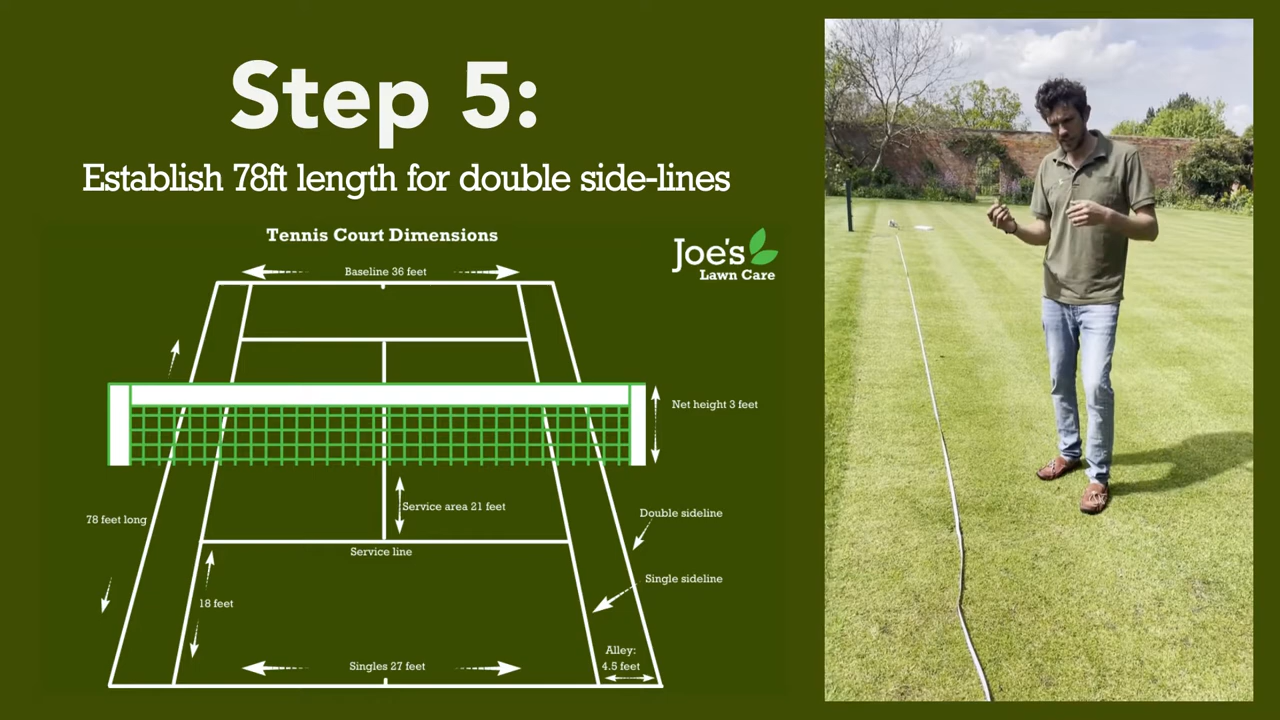 Step 5:
Establish 78ft length for double side-lines
Tennis Court Dimensions
Joe's
Lawn Care
Baseline 36 feet
Net height 3 feet
Service area 21 feet
78 feet long
Double sideline
Service line
Single sideline
18 feet
Alley:
4.5 feet
Singles 27 feet